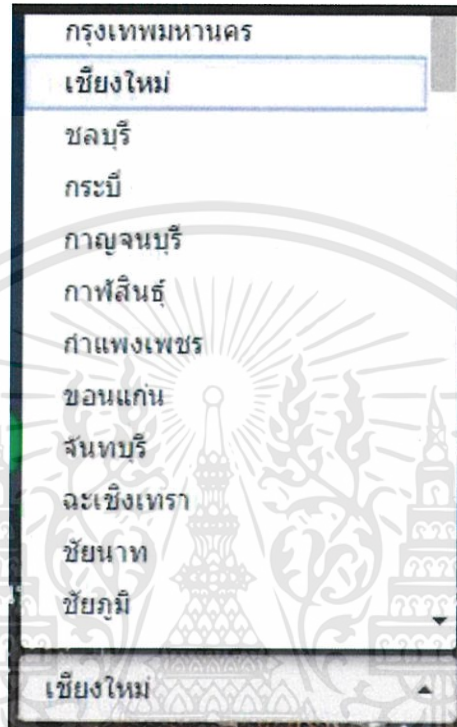 กรุงเทพมหานคร
เชียงใหม่
ชลบุรี
กระบี่
กาญจนบุรี
กาฬสินธุ์
กำแพงเพชร
ขอนแก่น
จันทบุรี
ฉะเชิงเทรา
ชัยนาท
ชัยภูมิ
เชียงใหม่